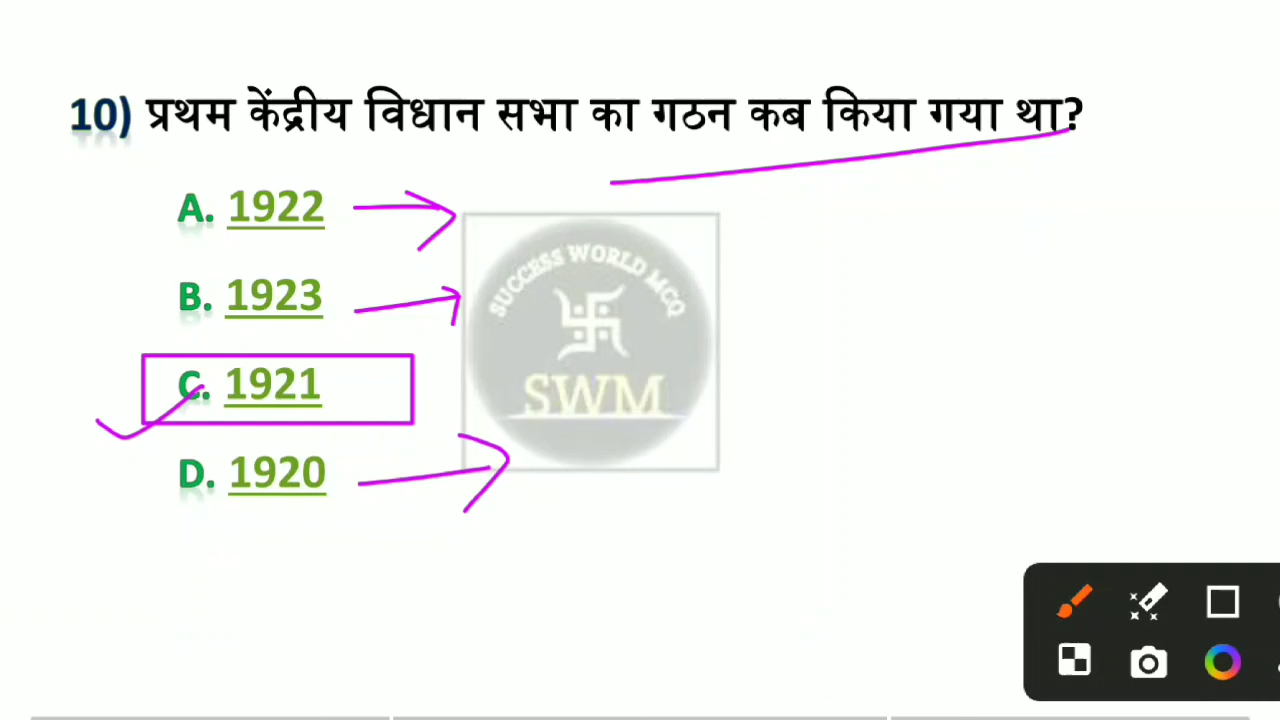 10) प्रथम केंद्रीय विधान सभा का गठन कब किया गया था?
A. 1922
B. 1923
C. 1921
D. 1920
SUCCESS WORLD MCQ
SWM